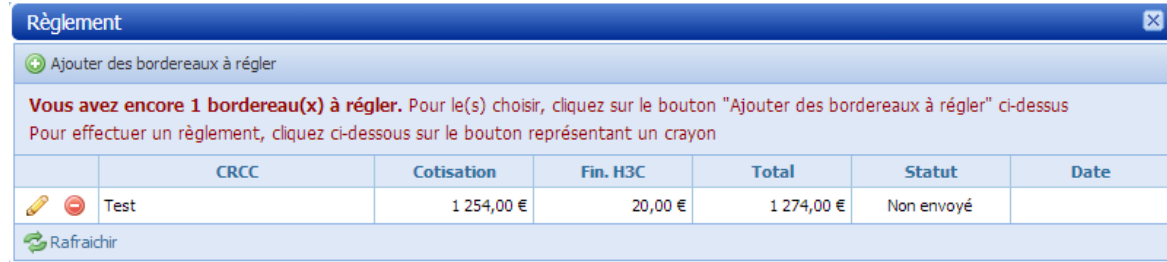 Règlement
Ajouter des bordereaux à régler
Vous avez encore 1 bordereau(x) à régler. Pour le(s) choisir, cliquez sur le bouton "Ajouter des bordereaux à régler" ci-dessus
Pour effectuer un règlement, cliquez ci-dessous sur le bouton représentant un crayon
CRCC Cotisation Fin. H3C Total Statut Date
Test 1 254,00 € 20,00 € 1 274,00 € Non envoyé
Rafraichir